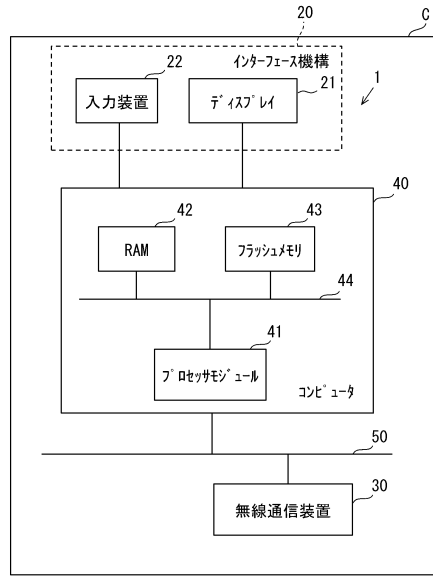 C
20
インターフェース機構
22
入力装置
ディスプレイ
21
1
40
42
RAM
43
フラッシュメモリ
44
41
プロセッサモジュール
コンピュータ
50
30
無線通信装置